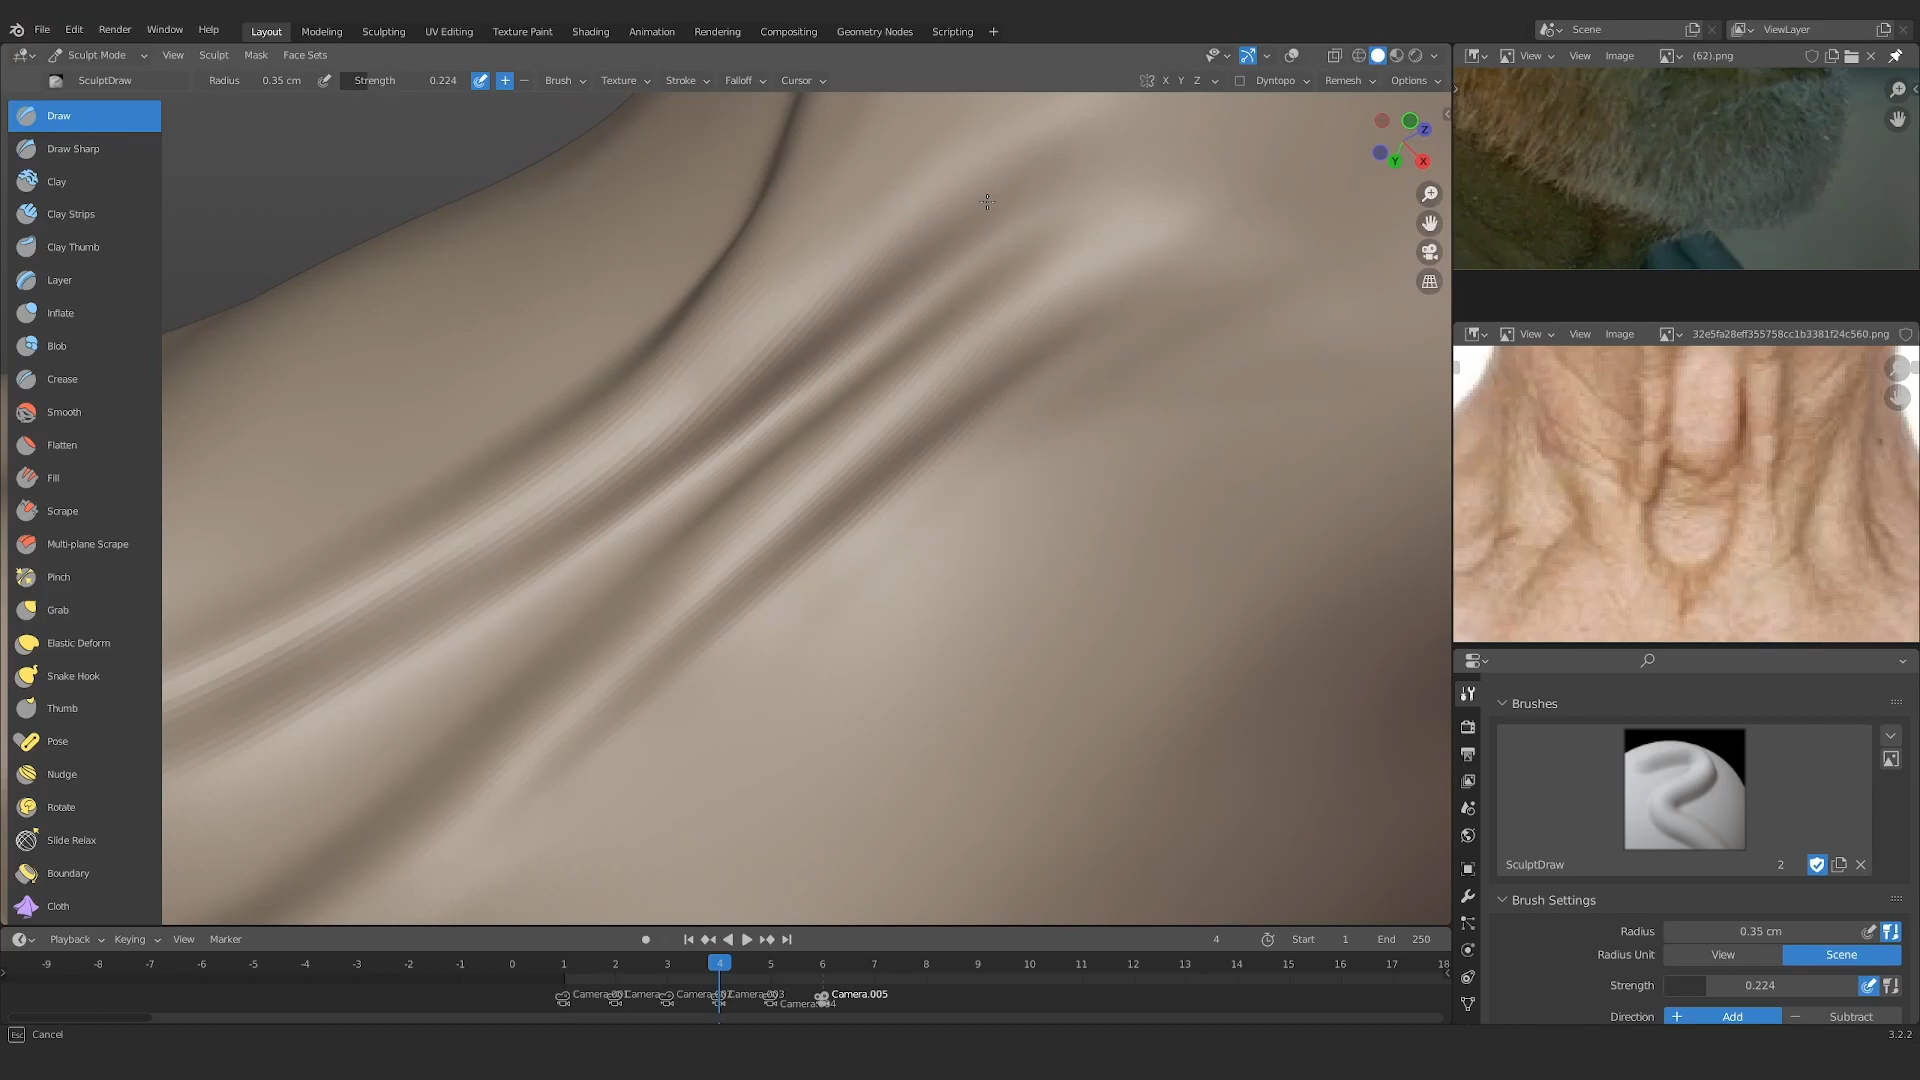 File Edit Render Window Help Layout Modeling Sculpting UV Editing Texture Paint Shading Animation Rendering Compositing Geometry Nodes Scripting + Scene ViewLayer
Sculpt Mode View Sculpt Mask Face Sets View View Image (62).png
SculptDraw Radius 0.35 cm Strength 0.224 + − Brush Texture Stroke Falloff Cursor X Y Z Dyntopo Remesh Options
Draw
Draw Sharp
Clay
Clay Strips
Clay Thumb
Layer
Inflate
Blob
Crease
Smooth
Flatten
Fill
Scrape
Multi-plane Scrape
Pinch
Grab
Elastic Deform
Snake Hook
Thumb
Pose
Nudge
Rotate
Slide Relax
Boundary
Cloth
Z
Y X
View View Image 32e5fa28eff355758cc1b3381f24c560.png
Brushes
SculptDraw 2
Brush Settings
Radius 0.35 cm
Radius Unit View Scene
Strength 0.224
Direction + Add − Subtract
Playback Keying View Marker 4 Start 1 End 250
-9 -8 -7 -6 -5 -4 -3 -2 -1 0 1 2 3 4 5 6 7 8 9 10 11 12 13 14 15 16 17 18
Camera.005
Esc Cancel 3.2.2